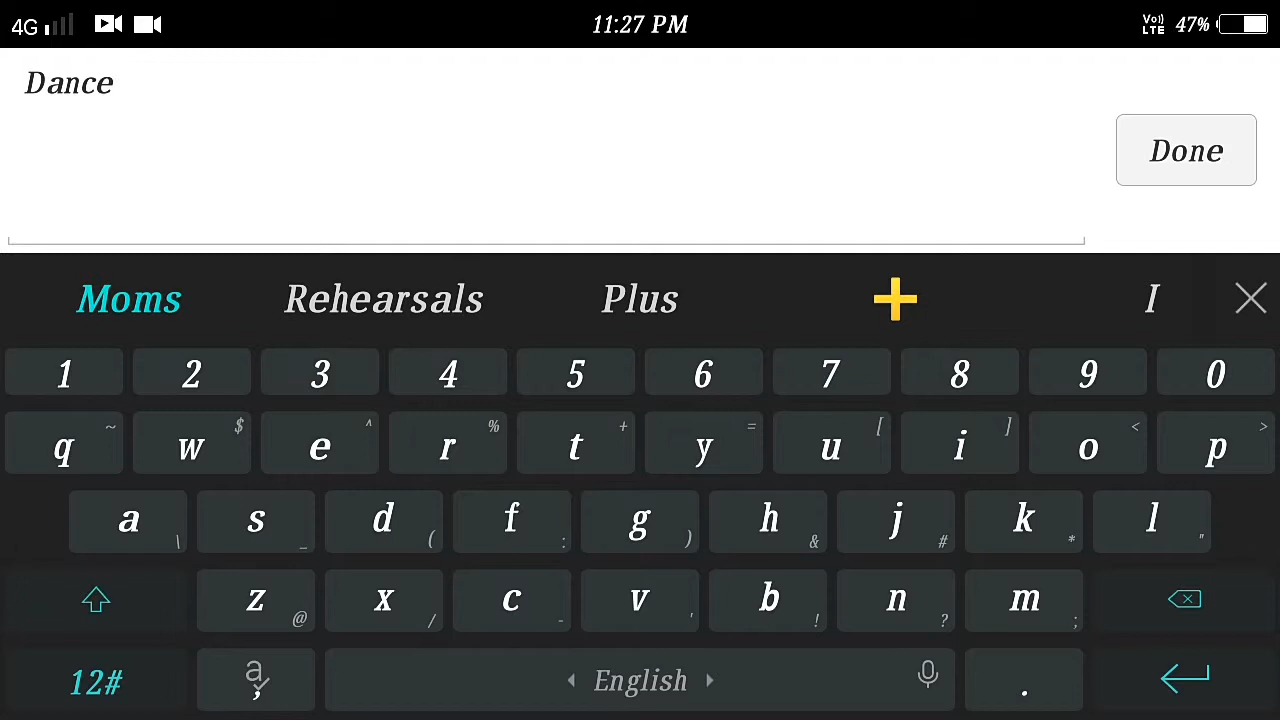 4G 11:27 PM Vo) LTE 47%
Dance
Done
Moms Rehearsals Plus I
1 2 3 4 5 6 7 8 9 0
q ~ w $ e ^ r % t + y = u [ i ] o < p >
a \ s _ d ( f : g ) h & j # k * l "
z @ x / c - v ' b ! n ? m ;
12# a , English .